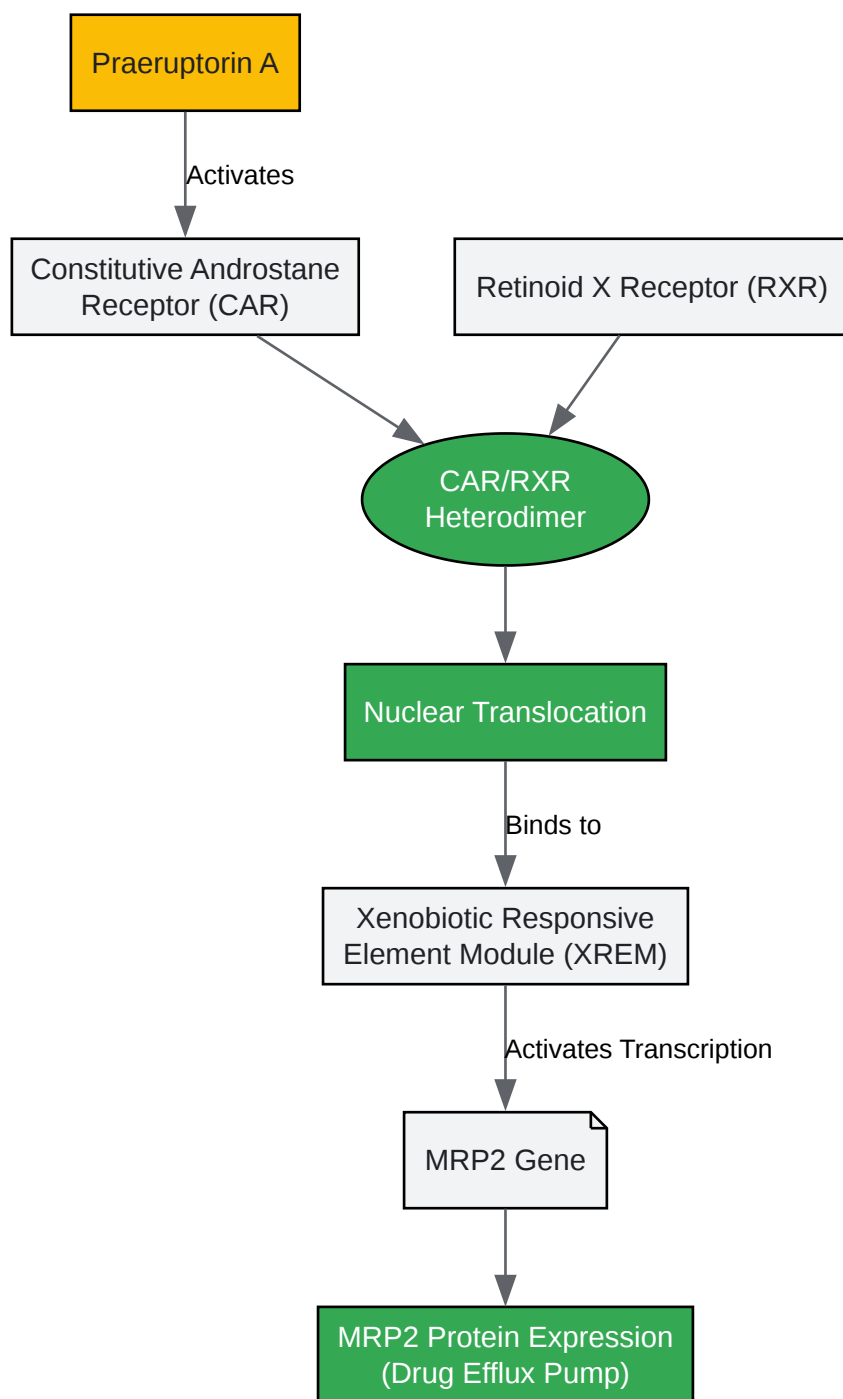 Praeruptorin A
Activates
Constitutive Androstane
Receptor (CAR)
Retinoid X Receptor (RXR)
CAR/RXR
Heterodimer
Nuclear Translocation
Binds to
Xenobiotic Responsive
Element Module (XREM)
Activates Transcription
MRP2 Gene
MRP2 Protein Expression
(Drug Efflux Pump)